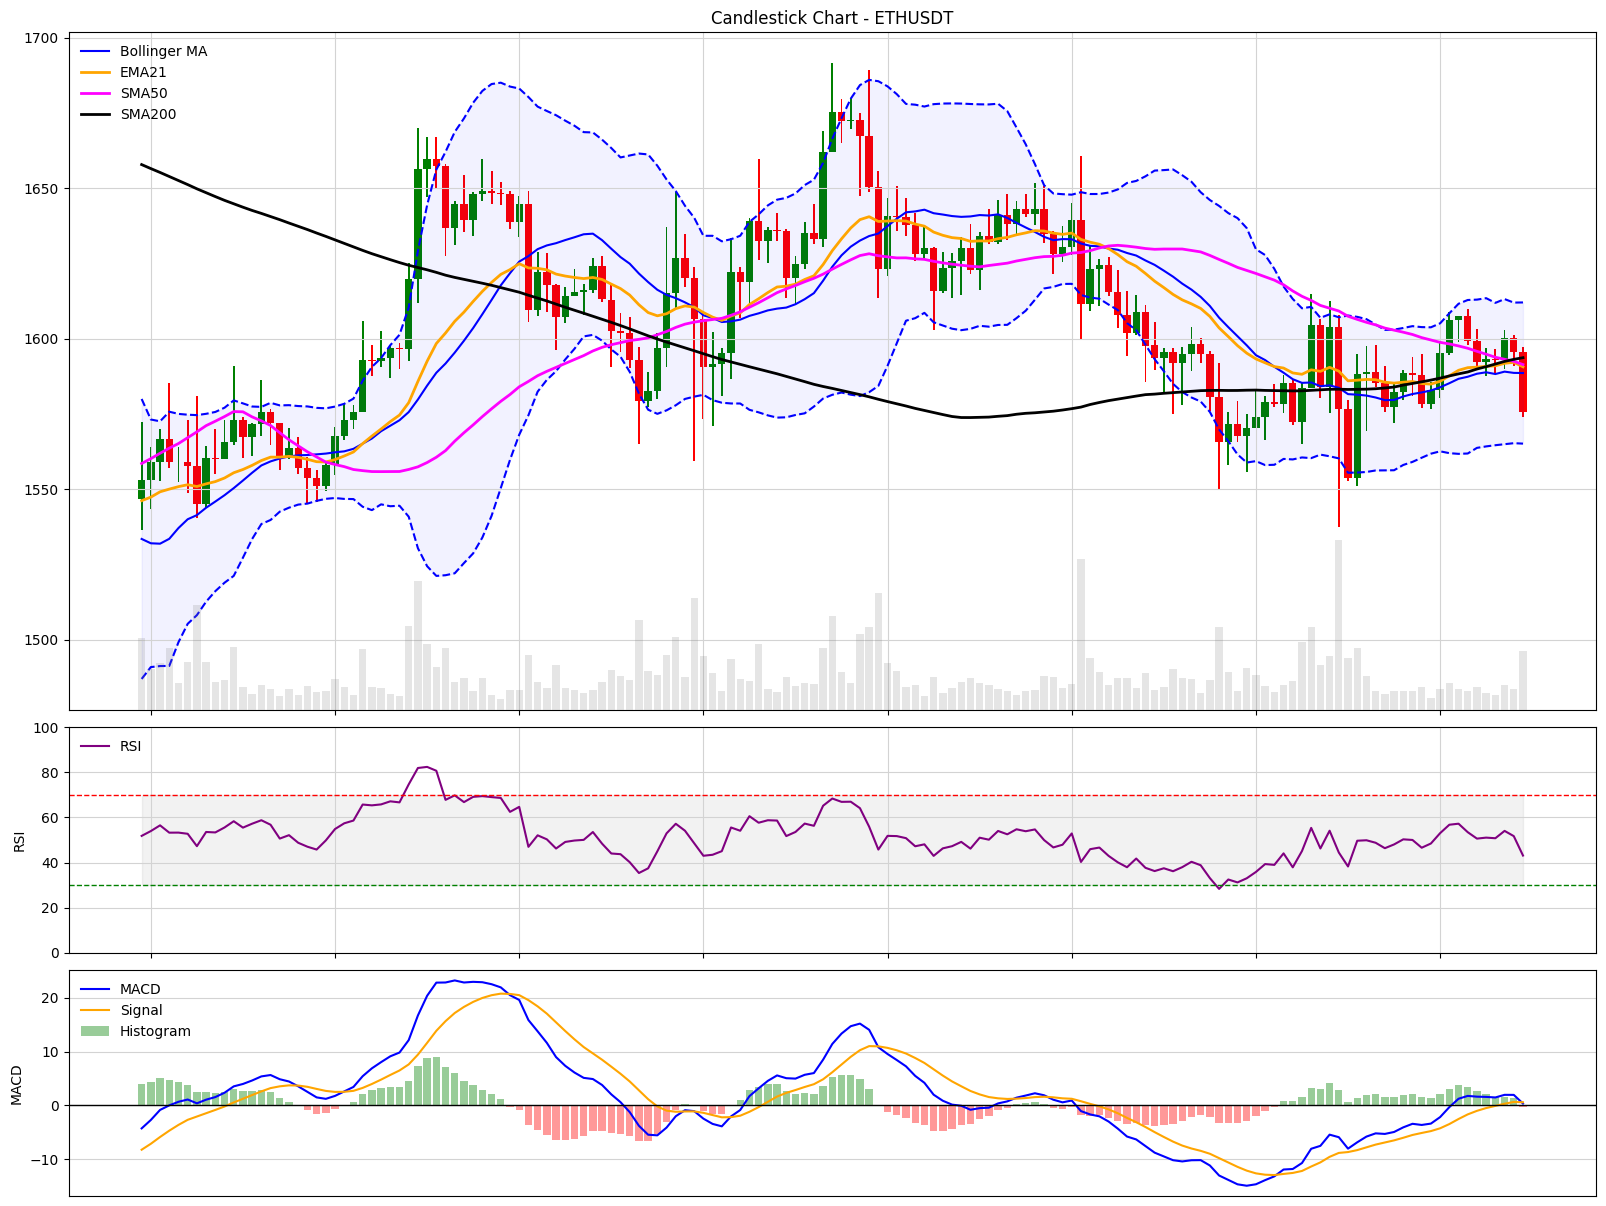 Candlestick Chart - ETHUSDT
1700
1650
1600
1550
1500
Bollinger MA
EMA21
SMA50
SMA200
100
80
60
40
20
0
RSI
RSI
20
10
0
−10
MACD
MACD
Signal
Histogram